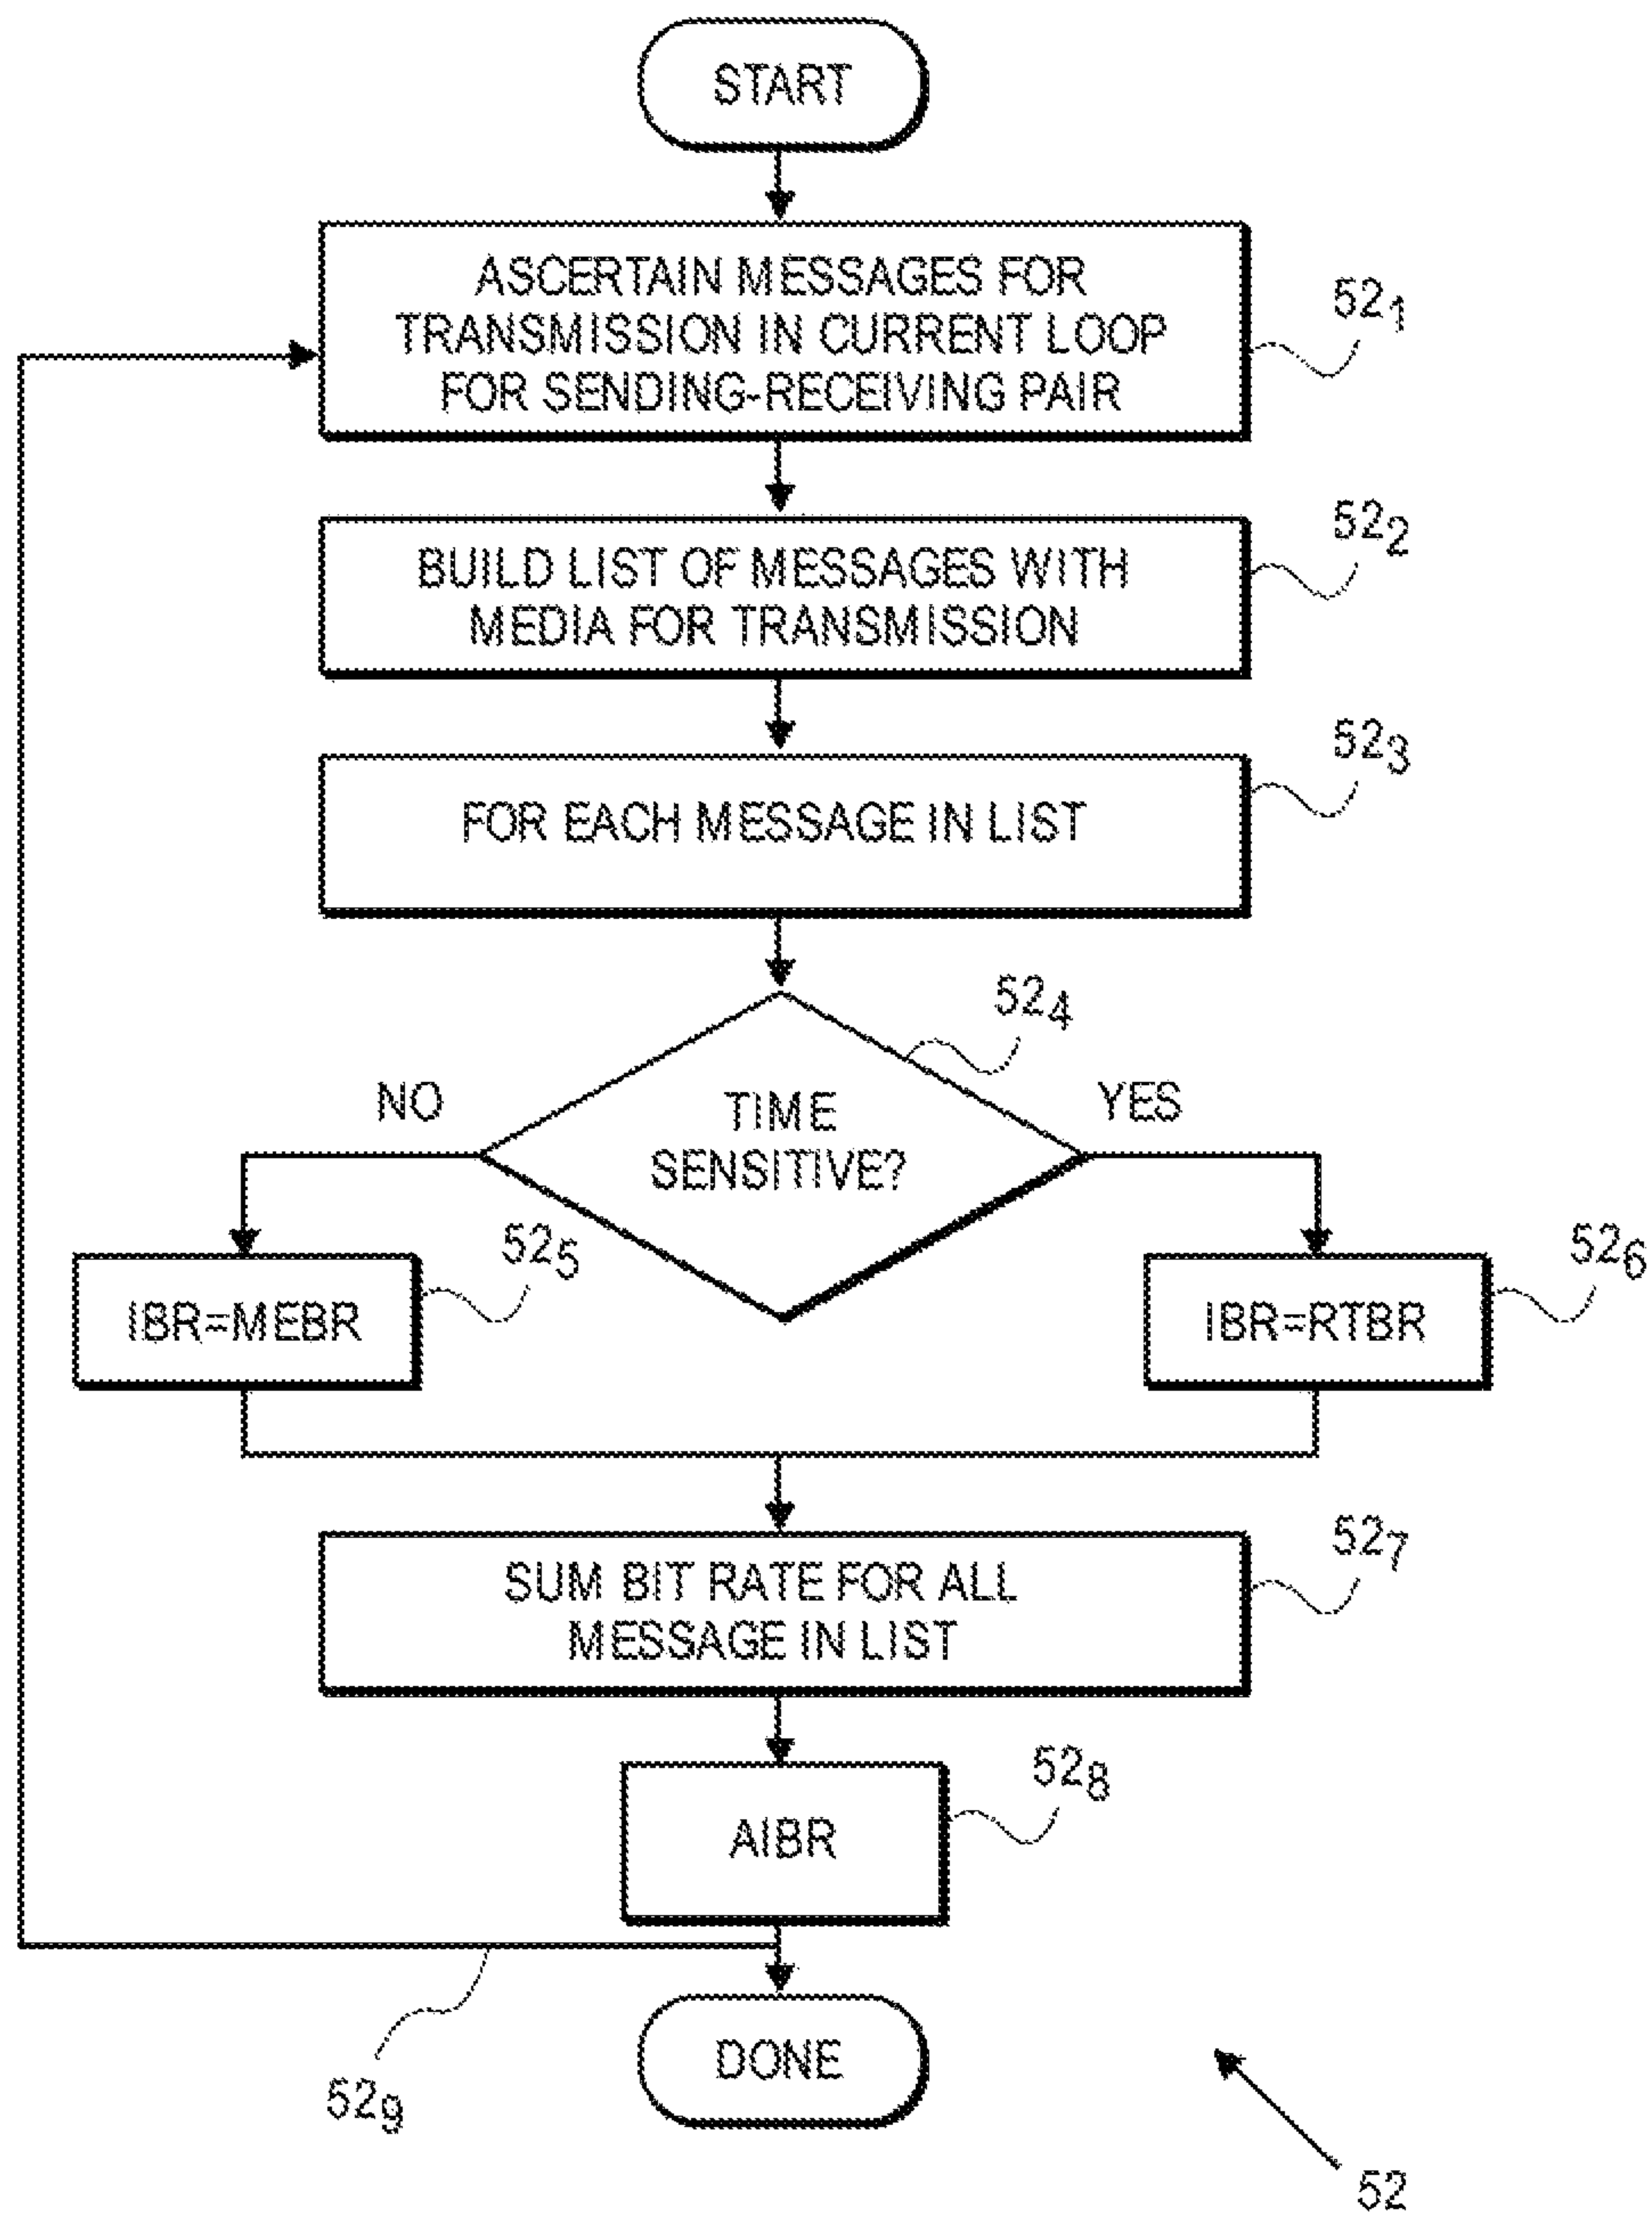 START
ASCERTAIN MESSAGES FOR
TRANSMISSION IN CURRENT LOOP
FOR SENDING-RECEIVING PAIR
52₁
BUILD LIST OF MESSAGES WITH
MEDIA FOR TRANSMISSION
52₂
FOR EACH MESSAGE IN LIST
52₃
TIME
SENSITIVE?
52₄
NO
YES
IBR=MEBR
52₅
IBR=RTBR
52₆
SUM BIT RATE FOR ALL
MESSAGE IN LIST
52₇
AIBR
52₈
DONE
52₉
52